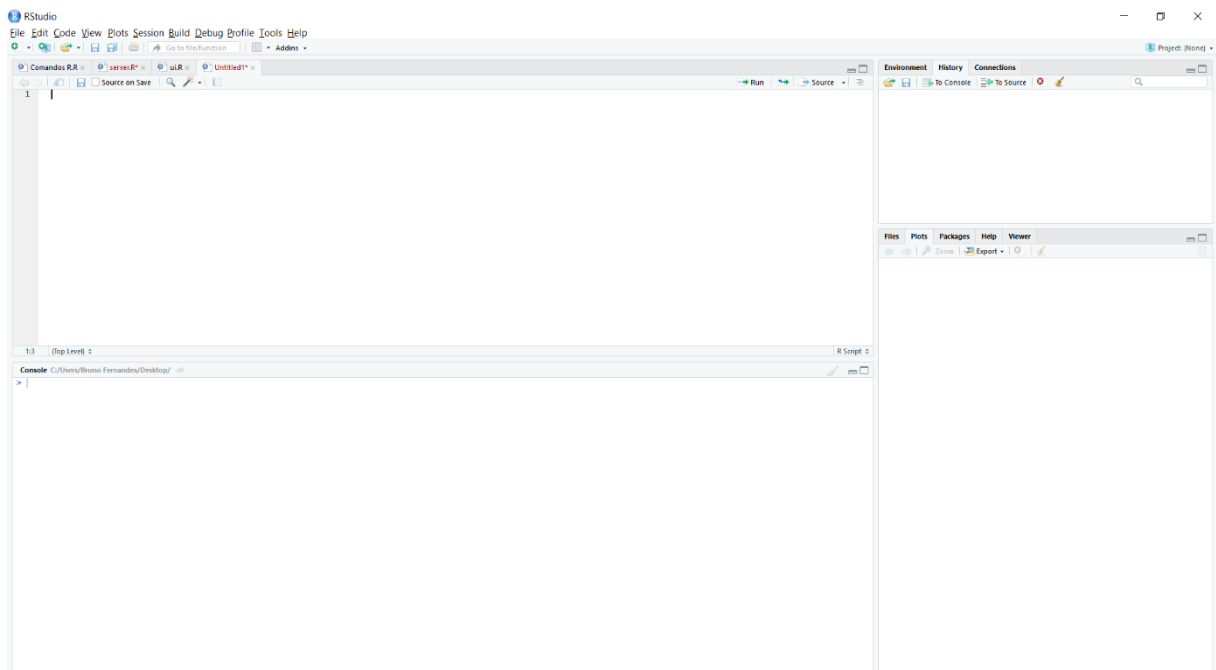 RStudio
File Edit Code View Plots Session Build Debug Profile Tools Help
Go to file/function Addins Project: (None)
Comandos R.R server.R* ui.R Untitled1*
Source on Save Run Source
1
1:3 (Top Level) R Script
Console C:/Users/Bruno Fernandes/Desktop/
>
Environment History Connections
To Console To Source
Files Plots Packages Help Viewer
Zoom Export